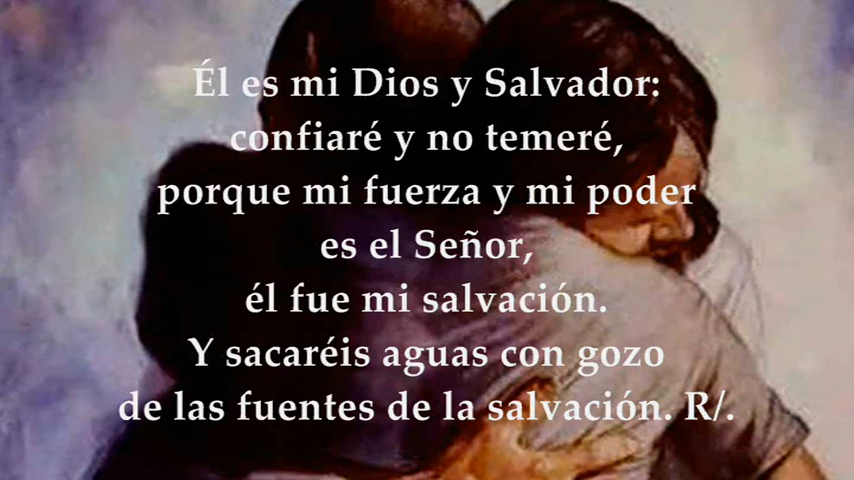 Él es mi Dios y Salvador:
confiaré y no temeré,
porque mi fuerza y mi poder
es el Señor,
él fue mi salvación.
Y sacaréis aguas con gozo
de las fuentes de la salvación. R/.